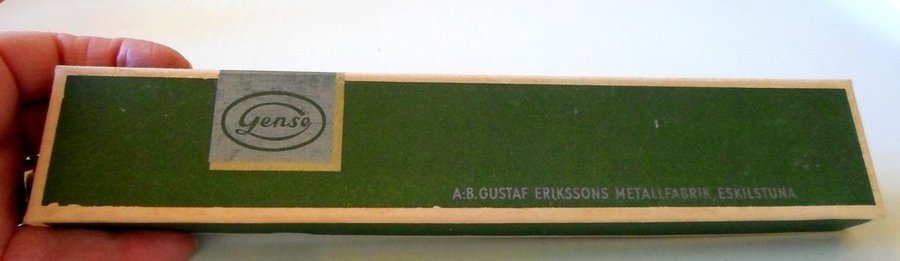 Gense
A:B. GUSTAF ERIKSSONS METALLFABRIK, ESKILSTUNA